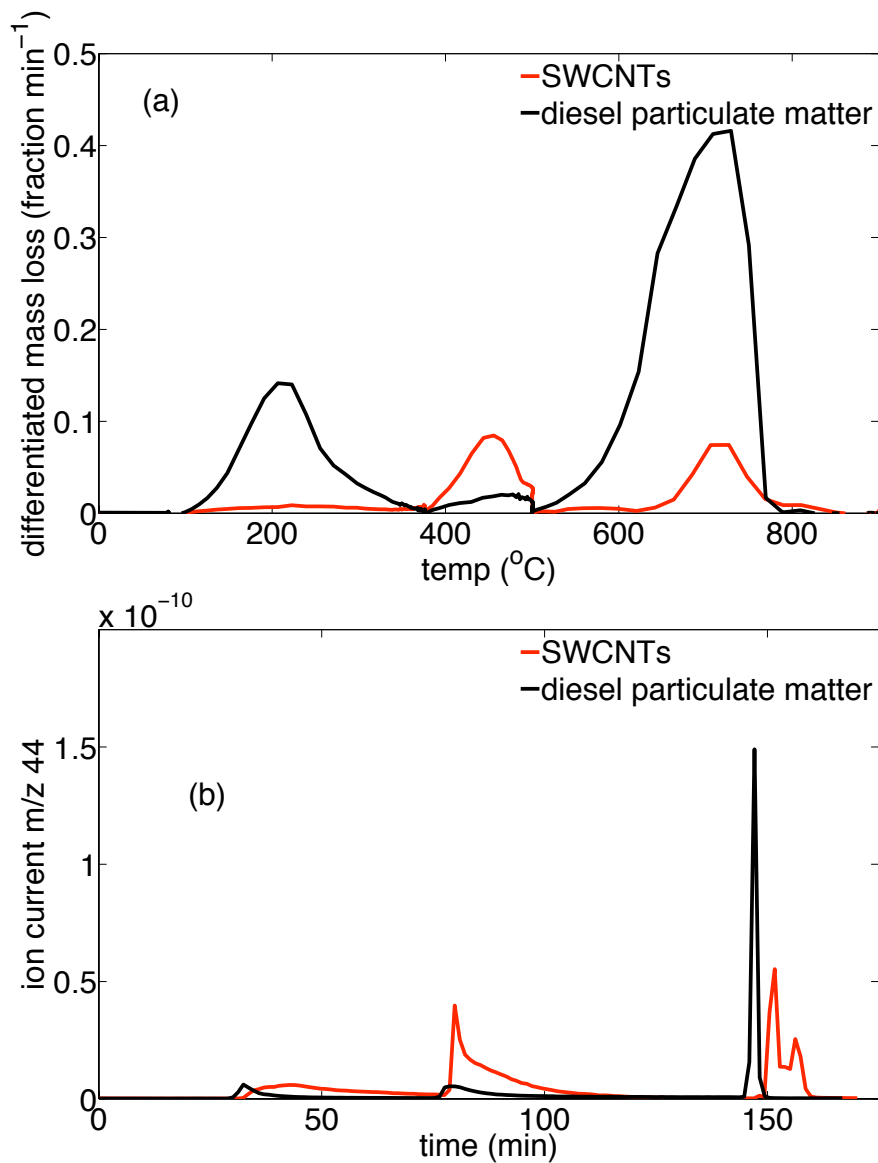 differentiated mass loss (fraction min⁻¹)
0.5
0.4
0.3
0.2
0.1
0
(a)
SWCNTs
diesel particulate matter
0 200 400 600 800
temp (°C)
x 10⁻¹⁰
ion current m/z 44
1.5
1
0.5
0
(b)
SWCNTs
diesel particulate matter
0 50 100 150
time (min)